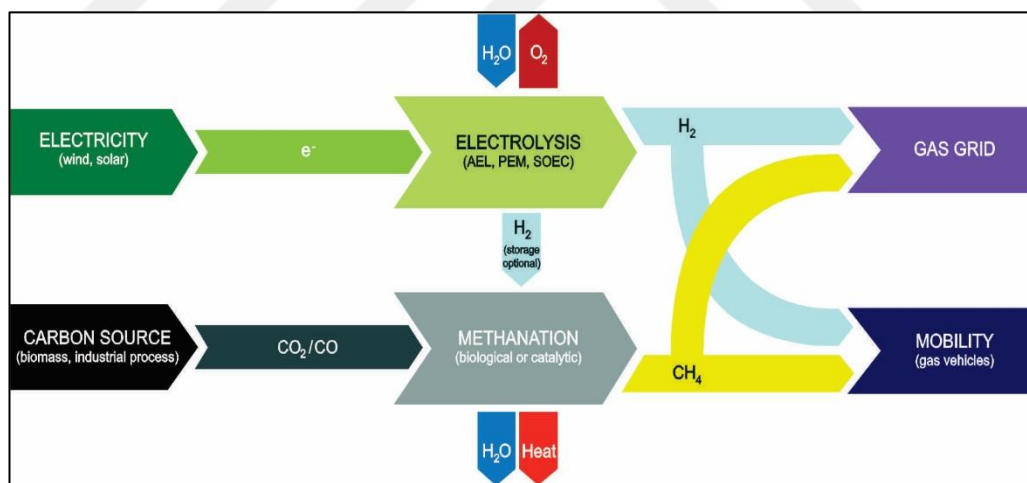 H₂O
O₂
ELECTRICITY
(wind, solar)
e⁻
ELECTROLYSIS
(AEL, PEM, SOEC)
H₂
GAS GRID
H₂
(storage
optional)
CARBON SOURCE
(biomass, industrial process)
CO₂/CO
METHANATION
(biological or catalytic)
CH₄
MOBILITY
(gas vehicles)
H₂O
Heat